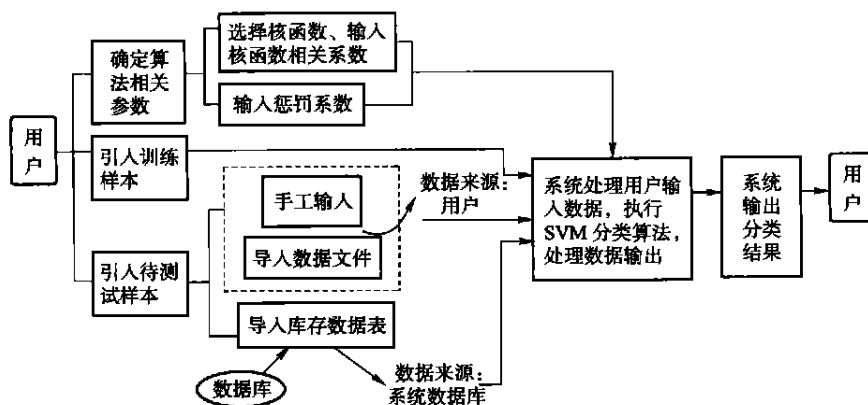 用户
确定算
法相关
参数
选择核函数、输入
核函数相关系数
输入惩罚系数
引入训练
样本
引入待测
试样本
手工输入
导入数据文件
导入库存数据表
数据库
数据来源:
用户
数据来源:
系统数据库
系统处理用户输
入数据,执行
SVM 分类算法,
处理数据输出
系统
输出
分类
结果
用户